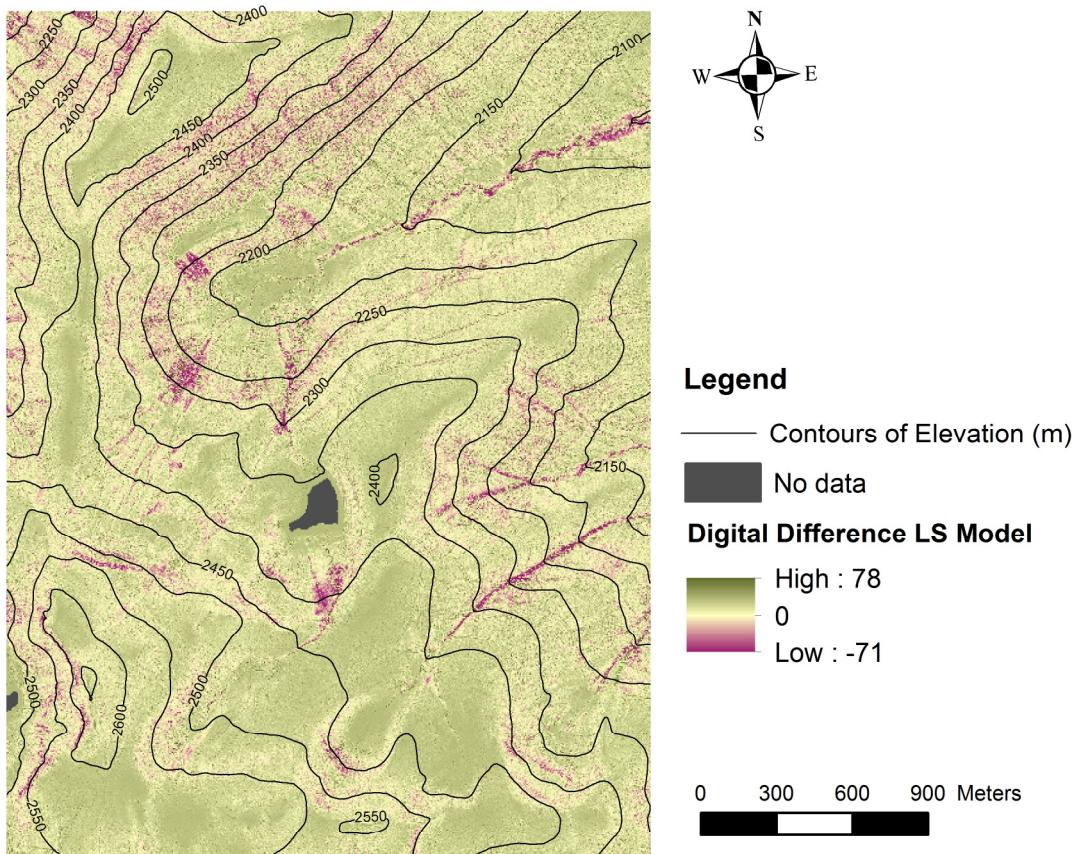 2400
2250
2300
2350
2400
2500
2100
2150
2450
2400
2350
2200
2250
2300
2400
2150
2450
2500
2500
2600
2550
2550
N
W
E
S
Legend
Contours of Elevation (m)
No data
Digital Difference LS Model
High : 78
0
Low : -71
0 300 600 900 Meters